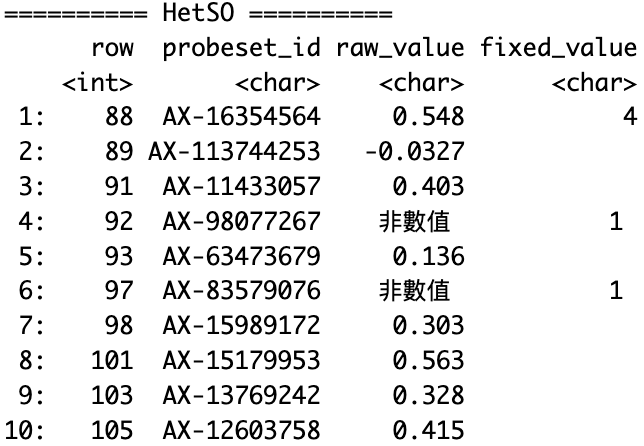 ========== HetSO ==========
row probeset_id raw_value fixed_value
<int> <char> <char> <char>
1: 88 AX-16354564 0.548 4
2: 89 AX-113744253 -0.0327
3: 91 AX-11433057 0.403
4: 92 AX-98077267 非數值 1
5: 93 AX-63473679 0.136
6: 97 AX-83579076 非數值 1
7: 98 AX-15989172 0.303
8: 101 AX-15179953 0.563
9: 103 AX-13769242 0.328
10: 105 AX-12603758 0.415